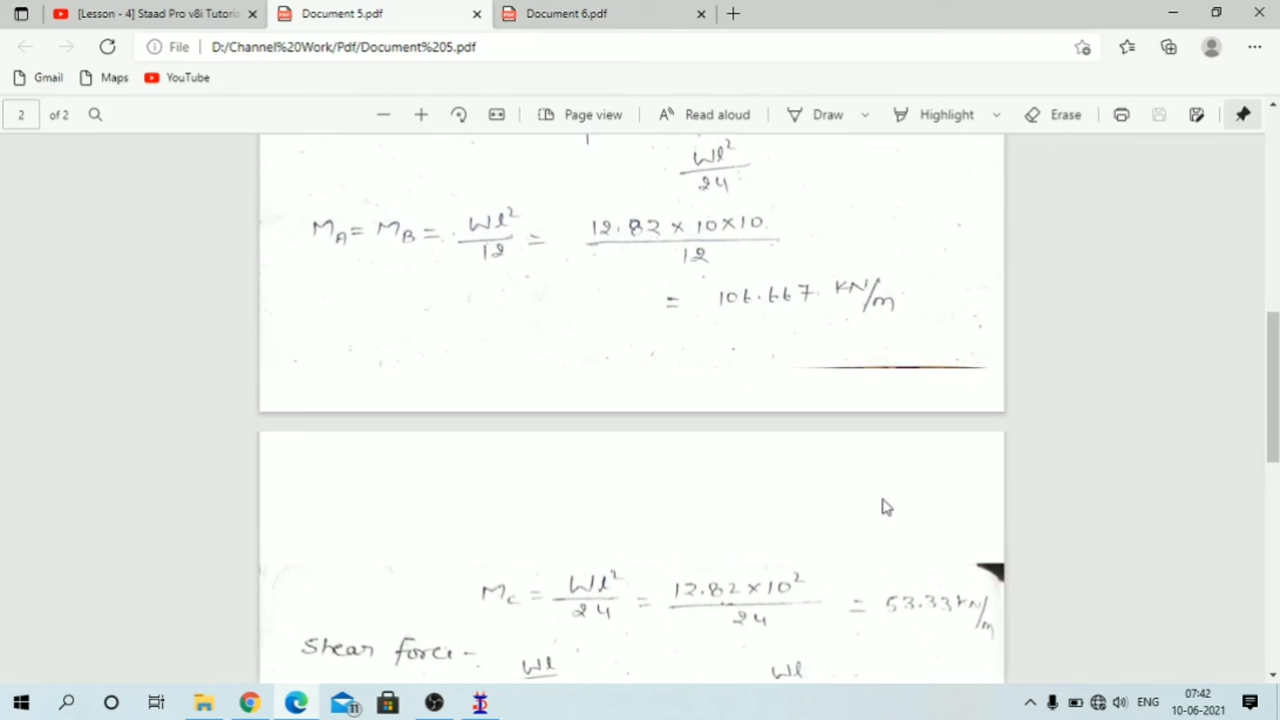 [Lesson - 4] Staad Pro v8i Tutoria
Document 5.pdf
Document 6.pdf
File D:/Channel%20Work/Pdf/Document%205.pdf
Gmail Maps YouTube
2 of 2 Page view Read aloud Draw Highlight Erase
Wl²/24
MA = MB = Wl²/12 = 12.82 × 10 × 10/12
= 106.667 KN/m
Mc = Wl²/24 = 12.82 × 10²/24 = 53.33 KN/m
Shear force -
Wl Wl
11 ENG 07:42
10-06-2021